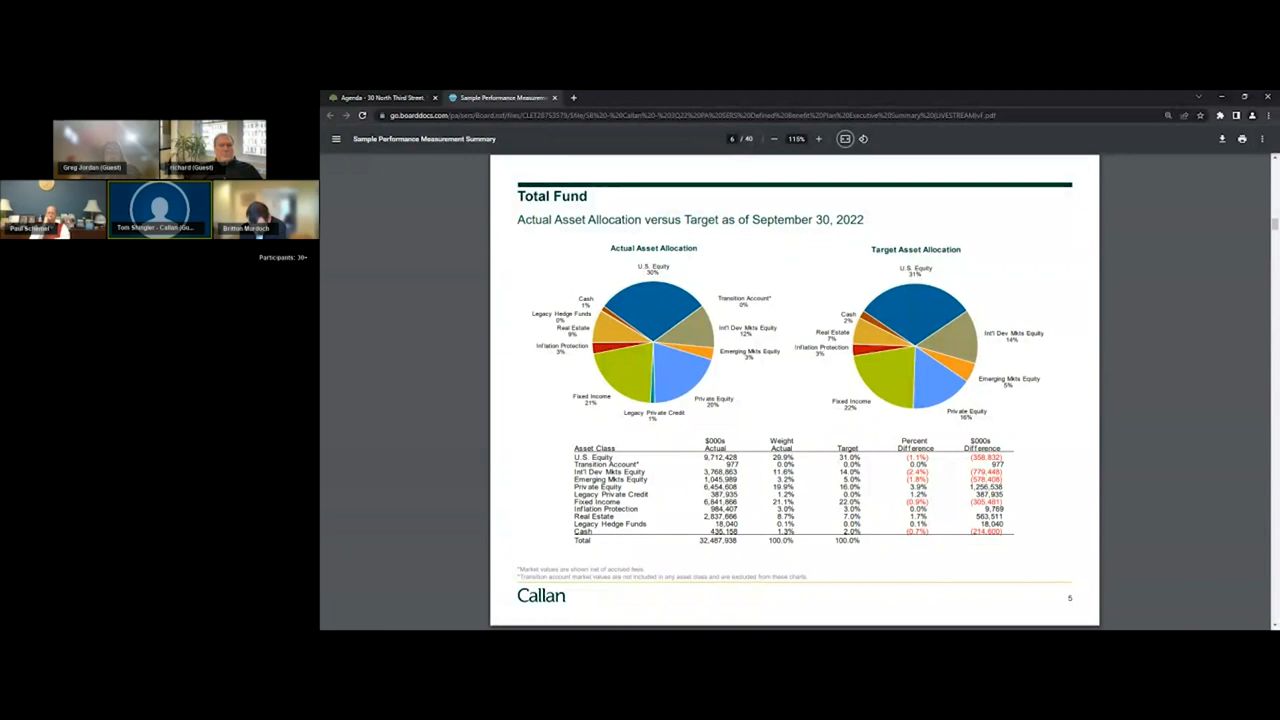 Agenda - 30 North Third Street,
Sample Performance Measurement
Sample Performance Measurement Summary
6 / 40
115%
Greg Jordan (Guest)
richard (Guest)
Paul Schemel
Tom Shingler - Callan (Gu...
Britton Murdoch
Participants: 30+
Total Fund
Actual Asset Allocation versus Target as of September 30, 2022
Actual Asset Allocation
U.S. Equity
30%
Transition Account*
0%
Int'l Dev Mkts Equity
12%
Emerging Mkts Equity
3%
Private Equity
20%
Legacy Private Credit
1%
Fixed Income
21%
Inflation Protection
3%
Real Estate
9%
Legacy Hedge Funds
0%
Cash
1%
Target Asset Allocation
U.S. Equity
31%
Int'l Dev Mkts Equity
14%
Emerging Mkts Equity
5%
Private Equity
16%
Fixed Income
22%
Inflation Protection
3%
Real Estate
7%
Cash
2%
$000s Weight Percent $000s
Asset Class Actual Actual Target Difference Difference
U.S. Equity 9,712,428 29.9% 31.0% (1.1%) (358,832)
Transition Account* 977 0.0% 0.0% 0.0% 977
Int'l Dev Mkts Equity 3,768,863 11.6% 14.0% (2.4%) (779,448)
Emerging Mkts Equity 1,045,989 3.2% 5.0% (1.8%) (578,408)
Private Equity 6,454,608 19.9% 16.0% 3.9% 1,256,538
Legacy Private Credit 387,935 1.2% 0.0% 1.2% 387,935
Fixed Income 6,841,866 21.1% 22.0% (0.9%) (305,481)
Inflation Protection 984,407 3.0% 3.0% 0.0% 9,769
Real Estate 2,837,666 8.7% 7.0% 1.7% 563,511
Legacy Hedge Funds 18,040 0.1% 0.0% 0.1% 18,040
Cash 435,158 1.3% 2.0% (0.7%) (214,600)
Total 32,487,938 100.0% 100.0%
*Market values are shown net of accrued fees.
*Transition account market values are not included in any asset class and are excluded from these charts.
Callan
5